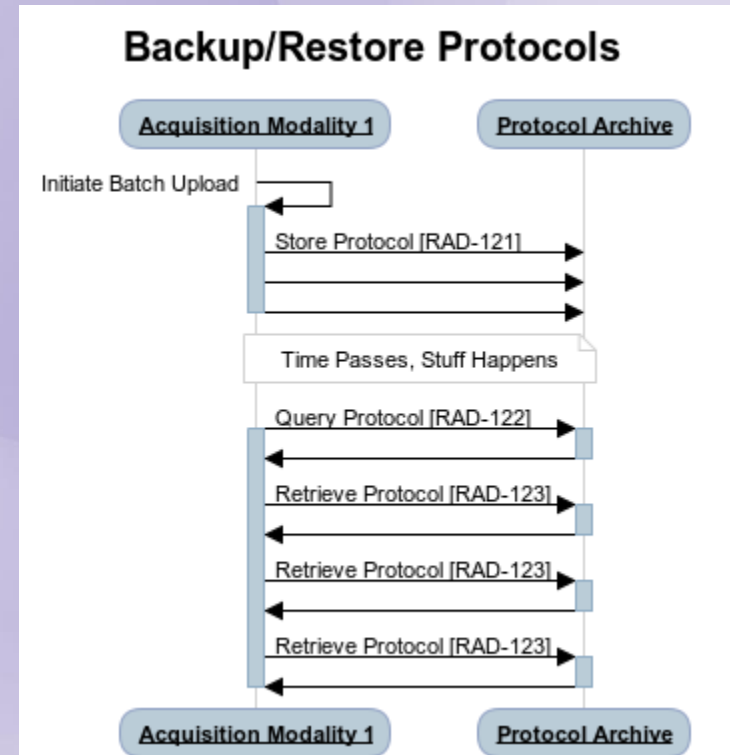 Backup/Restore Protocols
Acquisition Modality 1
Protocol Archive
Initiate Batch Upload
Store Protocol [RAD-121]
Time Passes, Stuff Happens
Query Protocol [RAD-122]
Retrieve Protocol [RAD-123]
Retrieve Protocol [RAD-123]
Retrieve Protocol [RAD-123]
Acquisition Modality 1
Protocol Archive